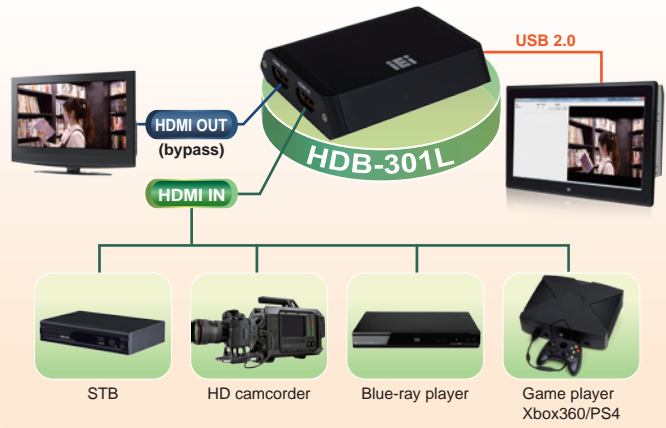 iEi
USB 2.0
HDMI OUT
(bypass)
HDB-301L
HDMI IN
STB
HD camcorder
Blue-ray player
Game player
Xbox360/PS4